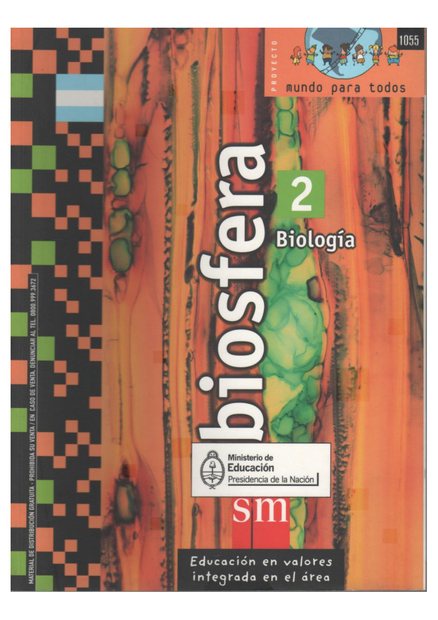 PROYECTO
1055
mundo para todos
2
Biología
biosfera
Ministerio de
Educación
Presidencia de la Nación
sm
Educación en valores
integrada en el área
MATERIAL DE DISTRIBUCIÓN GRATUITA - PROHIBIDA SU VENTA / EN CASO DE VENTA, DENUNCIAR AL TEL. 0800.999.3672